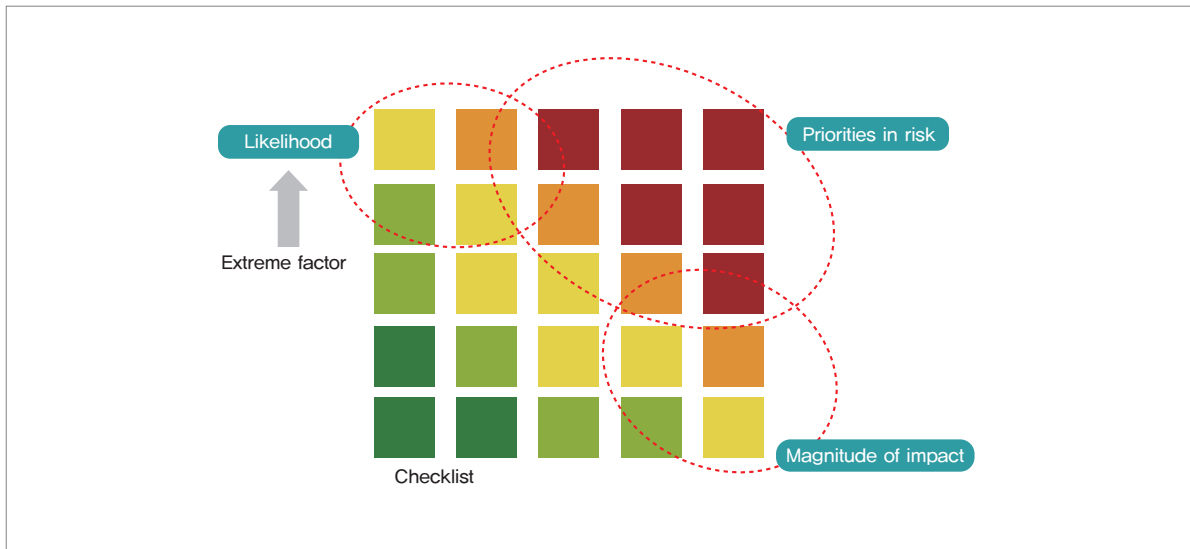 Likelihood
Priorities in risk
Extreme factor
Magnitude of impact
Checklist